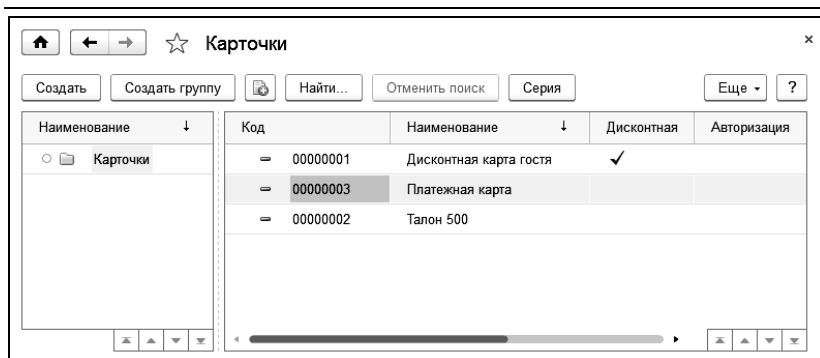 Карточки
Создать Создать группу Найти... Отменить поиск Серия Еще ?
Наименование Код Наименование Дисконтная Авторизация
Карточки 00000001 Дисконтная карта гостя
00000003 Платежная карта
00000002 Талон 500